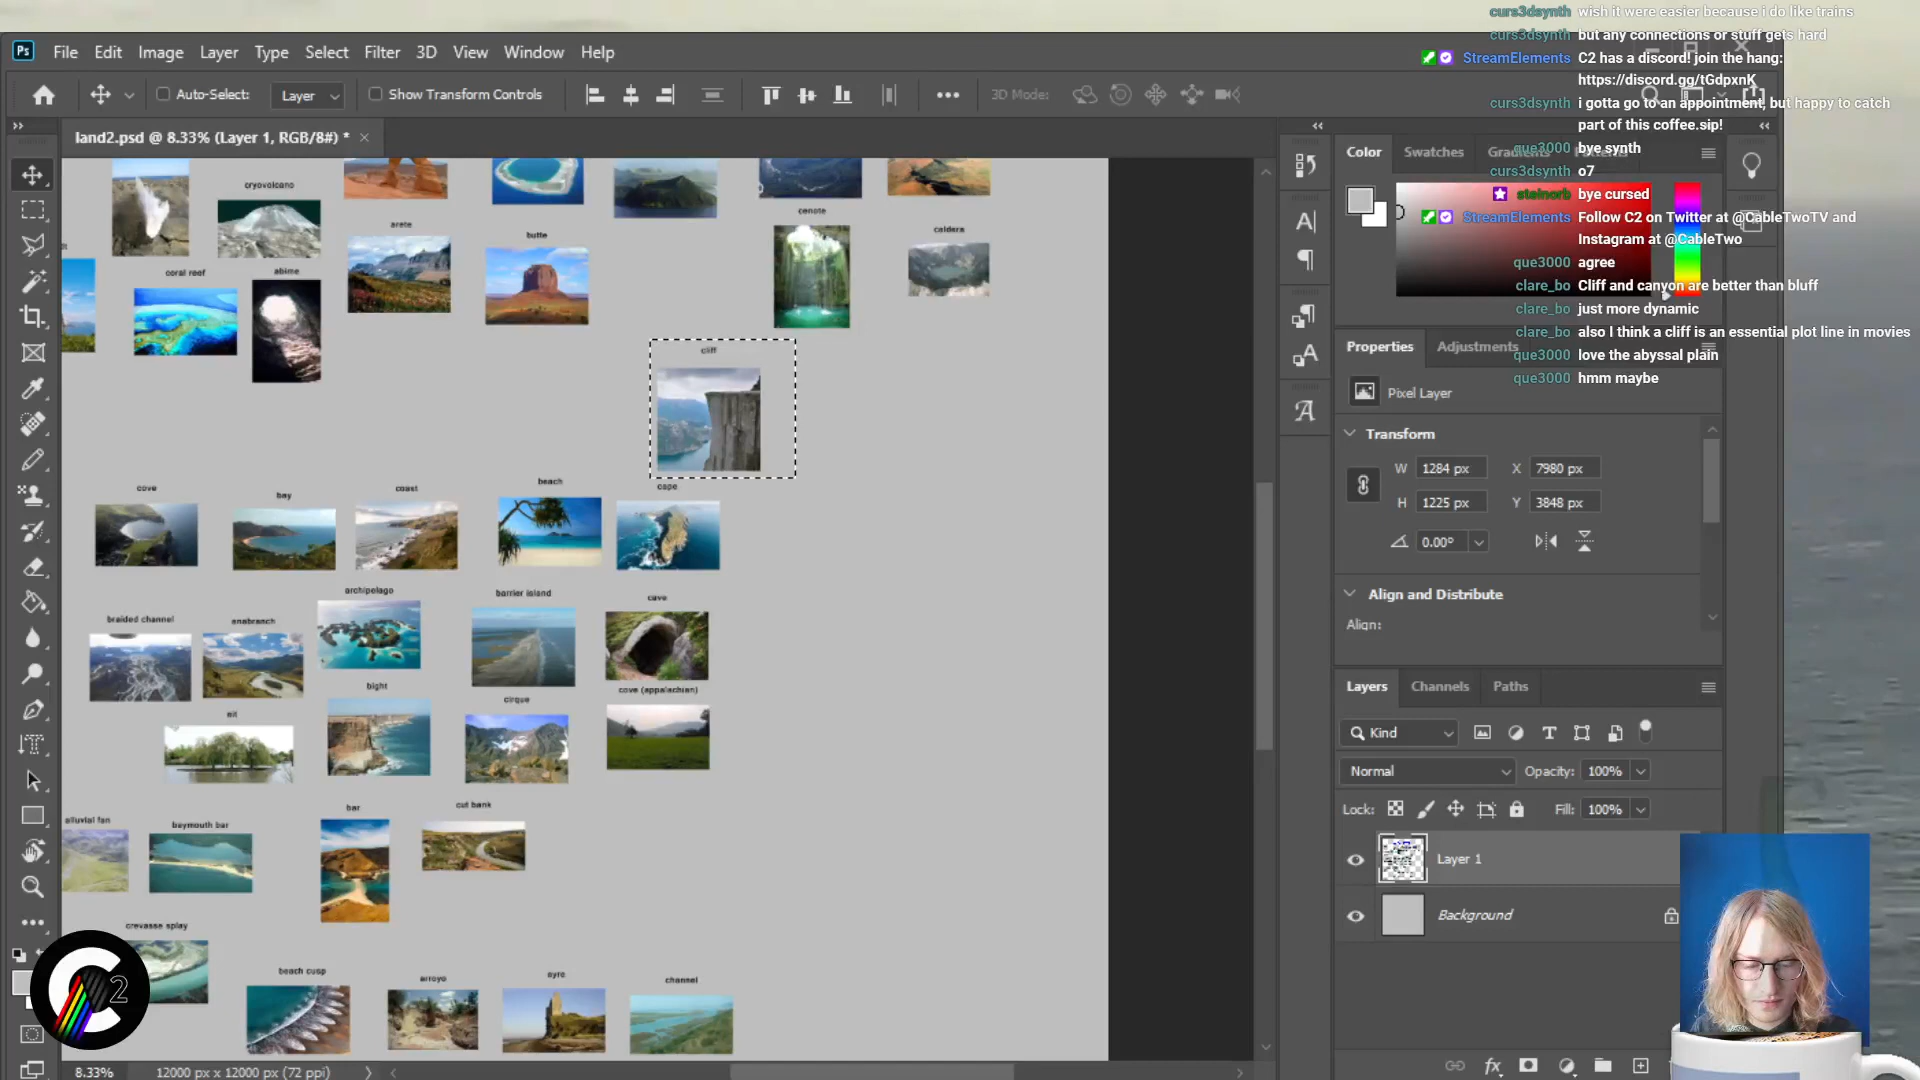 Ps File Edit Image Layer Type Select Filter 3D View Window Help
Auto-Select: Layer Show Transform Controls 3D Mode:
land2.psd @ 8.33% (Layer 1, RGB/8#) *
curs3dsynth wish it were easier because i do like trains
curs3dsynth but any connections or stuff gets hard
StreamElements C2 has a discord! join the hang:
https://discord.gg/tGdpxnK
curs3dsynth i gotta go to an appointment, but happy to catch
part of this coffee.sip!
que3000 bye synth
curs3dsynth o7
steinorb bye cursed
StreamElements Follow C2 on Twitter at @CableTwoTV and
Instagram at @CableTwo
que3000 agree
clare_bo Cliff and canyon are better than bluff
clare_bo just more dynamic
clare_bo also I think a cliff is an essential plot line in movies
que3000 love the abyssal plain
que3000 hmm maybe
Color Swatches Gradients
Properties Adjustments
Pixel Layer
Transform
W 1284 px X 7980 px
H 1225 px Y 3848 px
0.00°
Align and Distribute
Align:
Layers Channels Paths
Kind
Normal Opacity: 100%
Lock: Fill: 100%
Layer 1
Background
cryovolcano
cenote
arete
butte
caldera
coral reef
abime
cliff
cove
bay
coast
beach
cape
archipelago
barrier island
cave
braided channel
anabranch
bight
cove (appalachian)
cirque
ait
bar
cut bank
alluvial fan
baymouth bar
crevasse splay
beach cusp
arroyo
ayre
channel
C2
8.33% 12000 px x 12000 px (72 ppi)